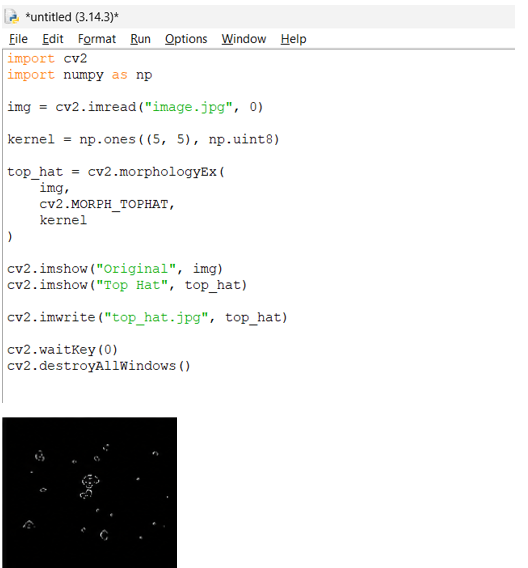 *untitled (3.14.3)*
File Edit Format Run Options Window Help
import cv2
import numpy as np
img = cv2.imread("image.jpg", 0)
kernel = np.ones((5, 5), np.uint8)
top_hat = cv2.morphologyEx(
    img,
    cv2.MORPH_TOPHAT,
    kernel
)
cv2.imshow("Original", img)
cv2.imshow("Top Hat", top_hat)
cv2.imwrite("top_hat.jpg", top_hat)
cv2.waitKey(0)
cv2.destroyAllWindows()